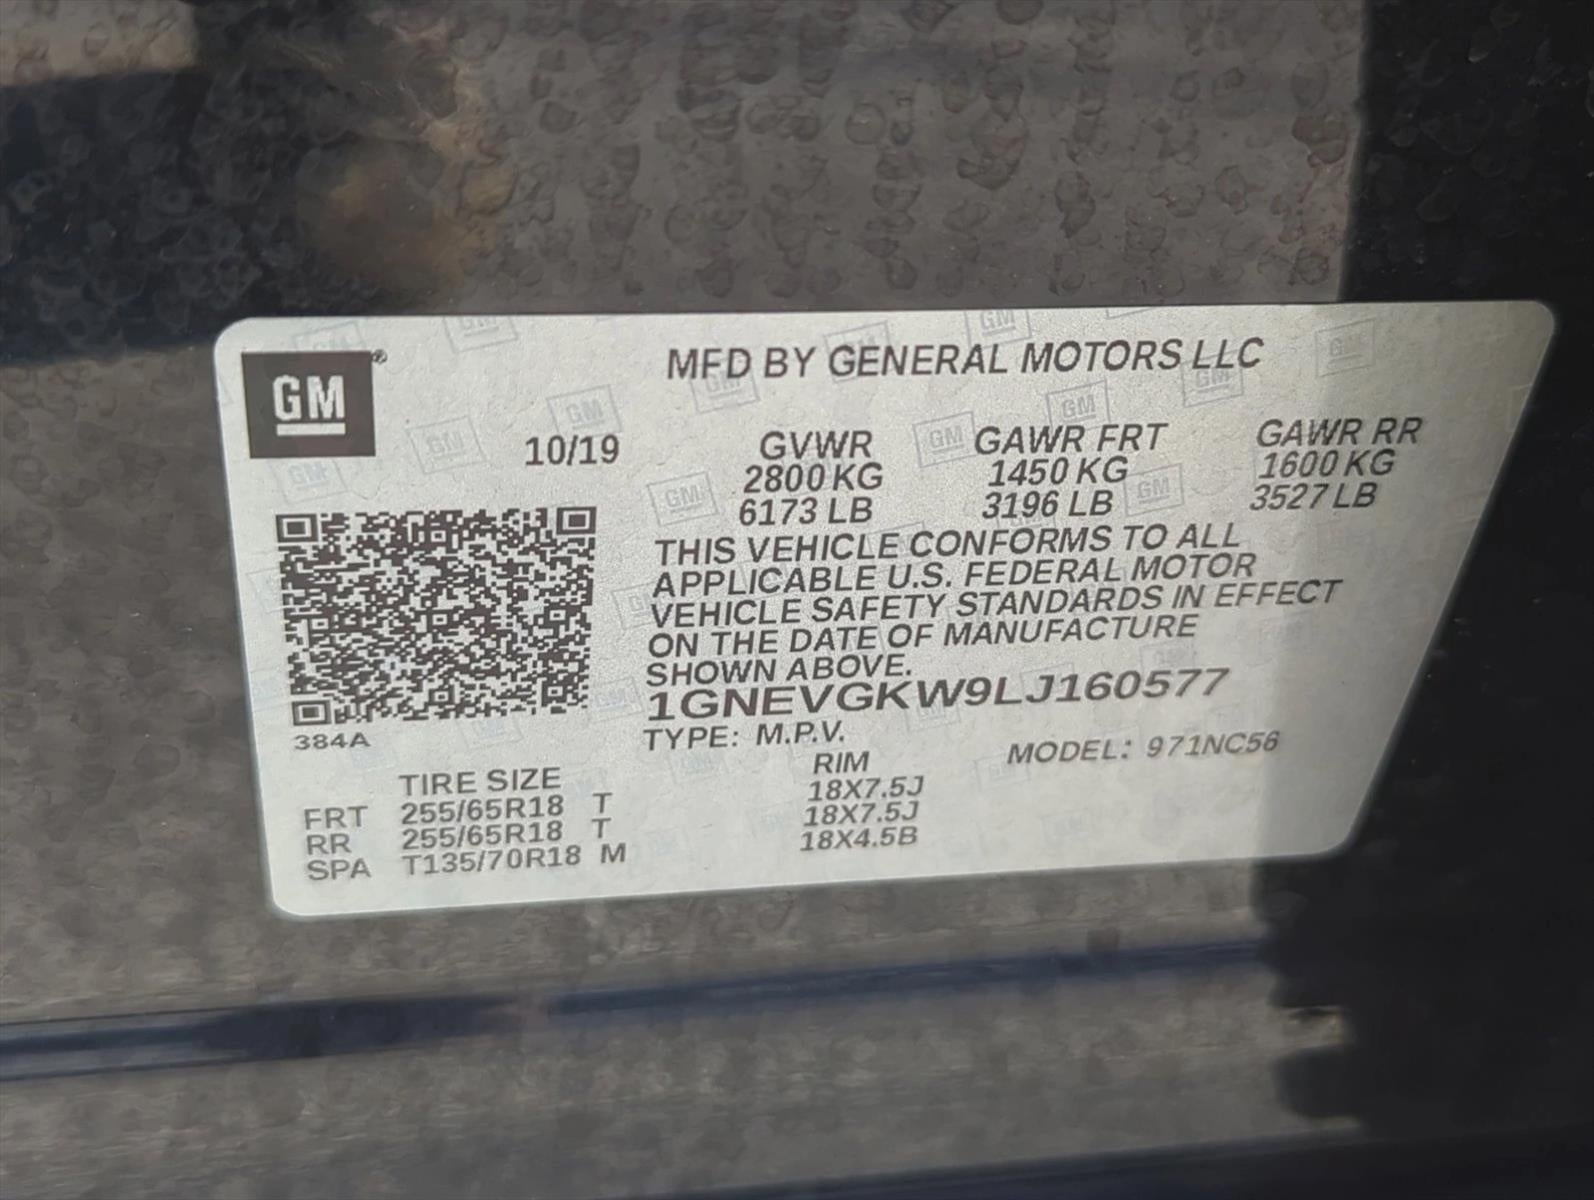 GM®
MFD BY GENERAL MOTORS LLC
10/19 GVWR GAWR FRT GAWR RR
2800 KG 1450 KG 1600 KG
6173 LB 3196 LB 3527 LB
THIS VEHICLE CONFORMS TO ALL
APPLICABLE U.S. FEDERAL MOTOR
VEHICLE SAFETY STANDARDS IN EFFECT
ON THE DATE OF MANUFACTURE
SHOWN ABOVE.
1GNEVGKW9LJ160577
384A
TYPE: M.P.V. MODEL: 971NC56
TIRE SIZE RIM
FRT 255/65R18 T 18X7.5J
RR 255/65R18 T 18X7.5J
SPA T135/70R18 M 18X4.5B